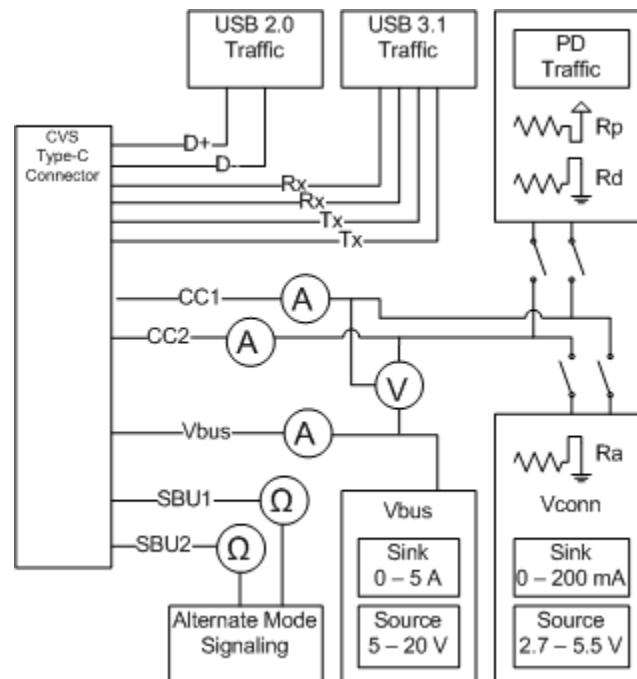 USB 2.0
Traffic
USB 3.1
Traffic
PD
Traffic
Rp
Rd
CVS
Type-C
Connector
D+
D-
Rx
Rx
Tx
Tx
CC1
A
CC2
A
V
Vbus
A
SBU1
Ω
SBU2
Ω
Alternate Mode
Signaling
Vbus
Sink
0 – 5 A
Source
5 – 20 V
Ra
Vconn
Sink
0 – 200 mA
Source
2.7 – 5.5 V